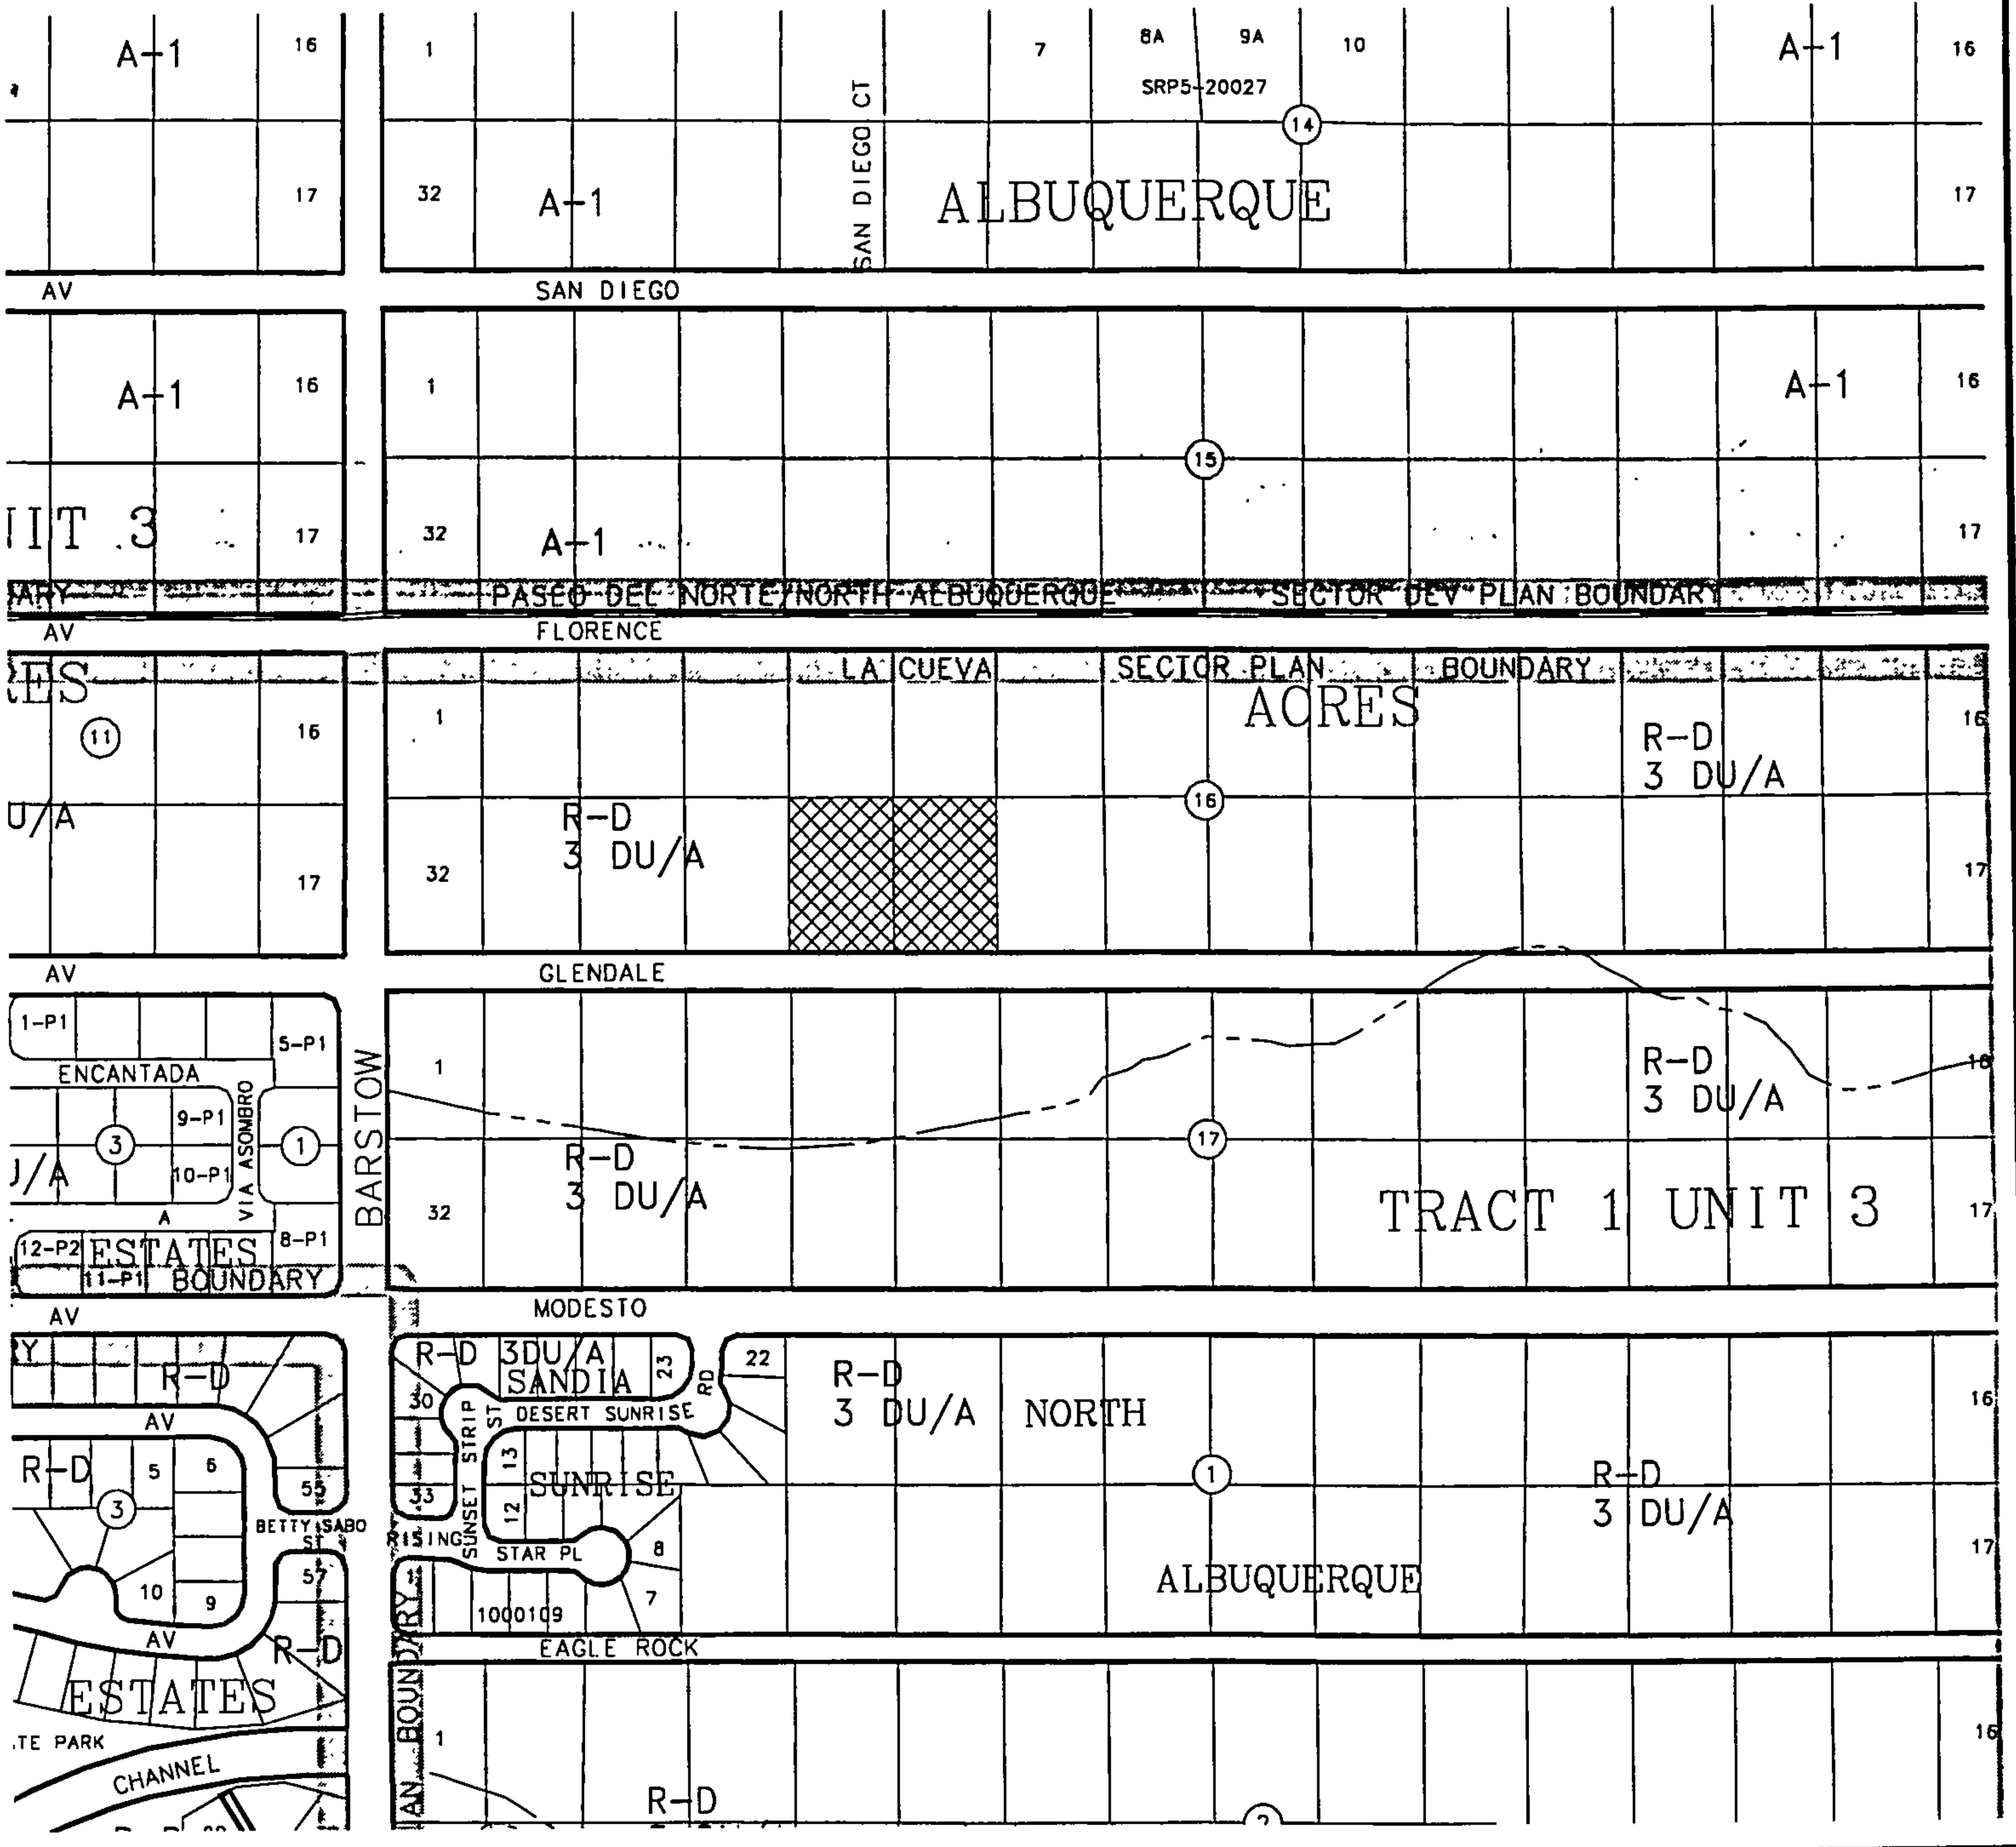 A-1
16
1
7
8A
9A
10
A-1
16
SRP5-20027
14
SAN DIEGO CT
17
32
A-1
ALBUQUERQUE
17
AV
SAN DIEGO
A-1
16
1
A-1
16
15
17
32
A-1
17
PASEO DEL NORTE/NORTH ALBUQUERQUE
SECTOR DEV PLAN BOUNDARY
AV
FLORENCE
LA CUEVA SECTOR PLAN BOUNDARY
ACRES
11
16
1
16
R-D
3 DU/A
16
U/A
R-D
3 DU/A
17
32
17
AV
GLENDALE
1-P1
5-P1
ENCANTADA
1
R-D
3 DU/A
9-P1
VIA ASOMBRO
BARSTOW
3
1
17
10-P1
R-D
3 DU/A
A
32
TRACT 1 UNIT 3
17
12-P2
ESTATES
8-P1
11-P1
BOUNDARY
AV
MODESTO
R-D
R-D 3DU/A
SANDIA
23
RD
22
R-D
3 DU/A
NORTH
16
30
AV
SUNSET STRIP
ST
DESERT SUNRISE
R-D
5
6
13
SUNRISE
1
R-D
3 DU/A
55
33
3
12
BETTY SABO
ST
RISING
STAR PL
8
17
57
10
9
7
ALBUQUERQUE
1000109
AV
R-D
EAGLE ROCK
ESTATES
BOUNDARY
1
16
TE PARK
CHANNEL
R-D